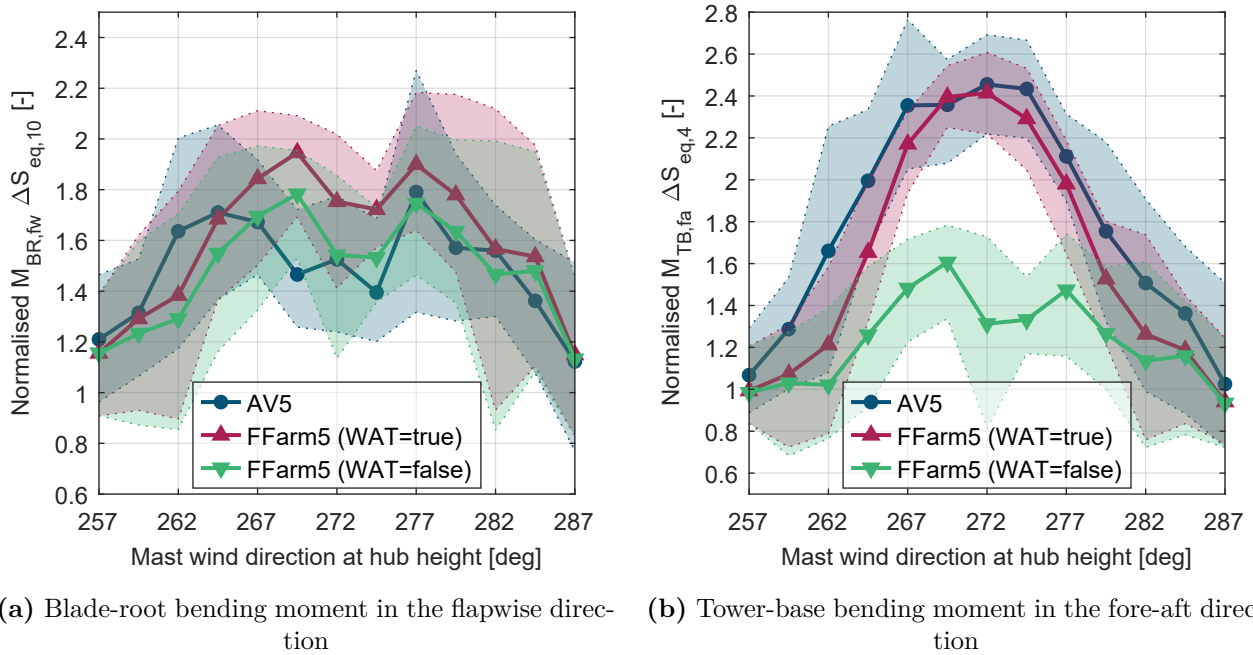 2.4
2.2
2
1.8
1.6
1.4
1.2
1
0.8
0.6
Normalised M_BR,fw ΔS_eq,10 [-]
AV5
FFarm5 (WAT=true)
FFarm5 (WAT=false)
257 262 267 272 277 282 287
Mast wind direction at hub height [deg]
(a) Blade-root bending moment in the flapwise direc-
tion
2.8
2.6
2.4
2.2
2
1.8
1.6
1.4
1.2
1
0.8
0.6
Normalised M_TB,fa ΔS_eq,4 [-]
AV5
FFarm5 (WAT=true)
FFarm5 (WAT=false)
257 262 267 272 277 282 287
Mast wind direction at hub height [deg]
(b) Tower-base bending moment in the fore-aft direc
tion